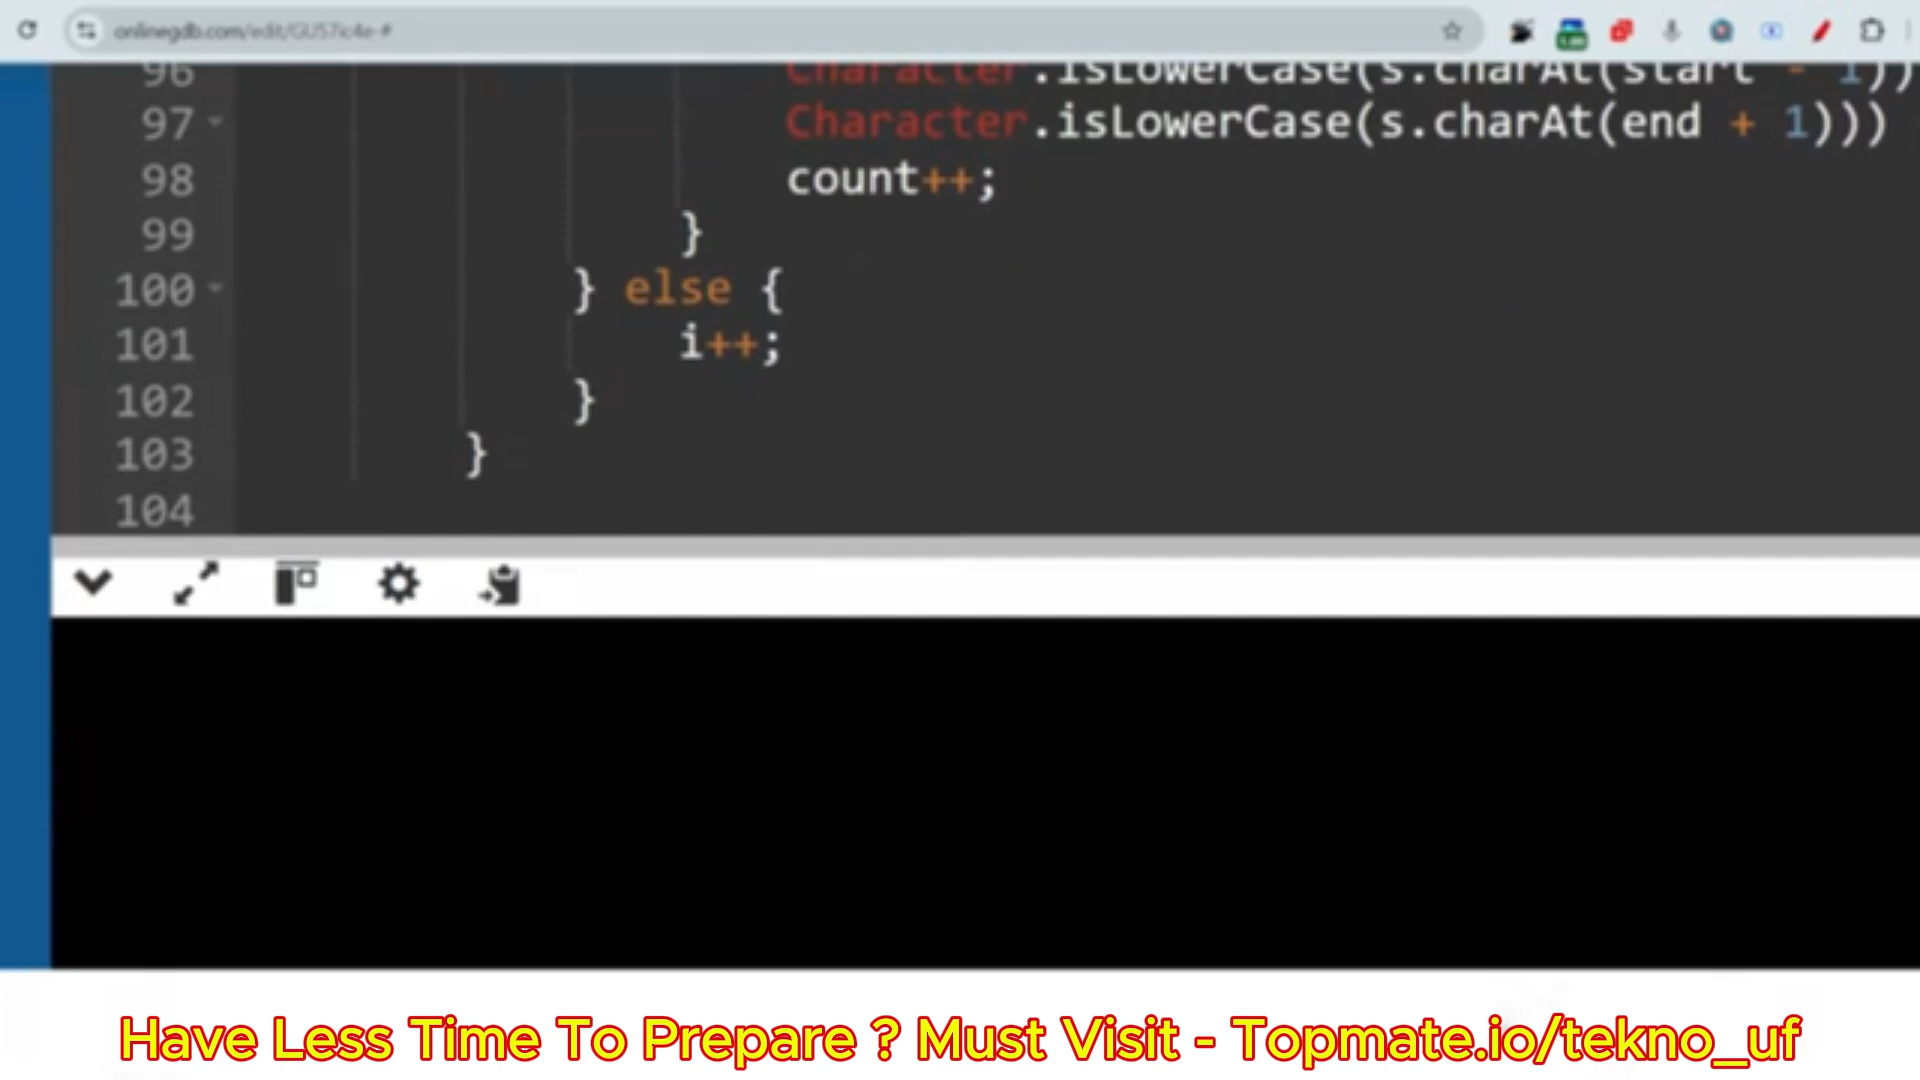 onlinegdb.com/edit/GU57ic4e-#
96 Character.isLowerCase(s.charAt(start - 1))
97 Character.isLowerCase(s.charAt(end + 1)))
98 count++;
99 }
100 } else {
101 i++;
102 }
103 }
104
Have Less Time To Prepare ? Must Visit - Topmate.io/tekno_uf